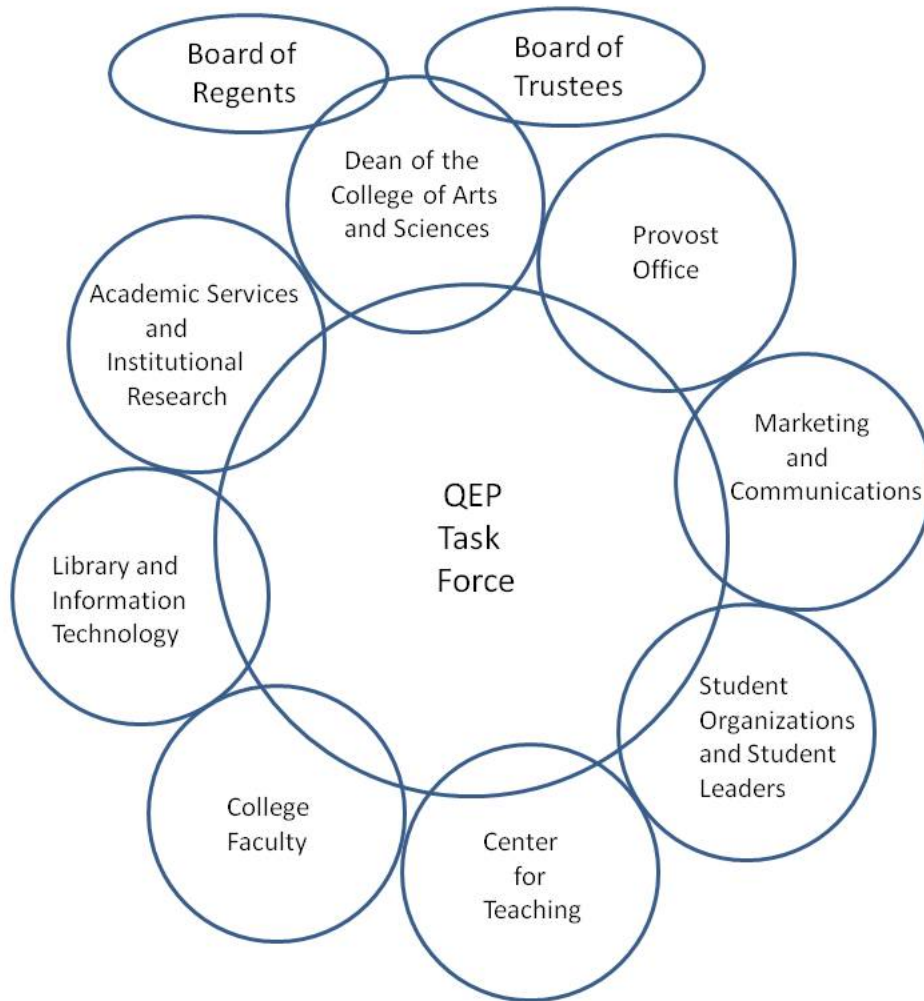 Board of
Regents
Board of
Trustees
Dean of the
College of Arts
and Sciences
Provost
Office
Academic Services
and
Institutional
Research
Marketing
and
Communications
QEP
Task
Force
Library and
Information
Technology
Student
Organizations
and Student
Leaders
College
Faculty
Center
for
Teaching